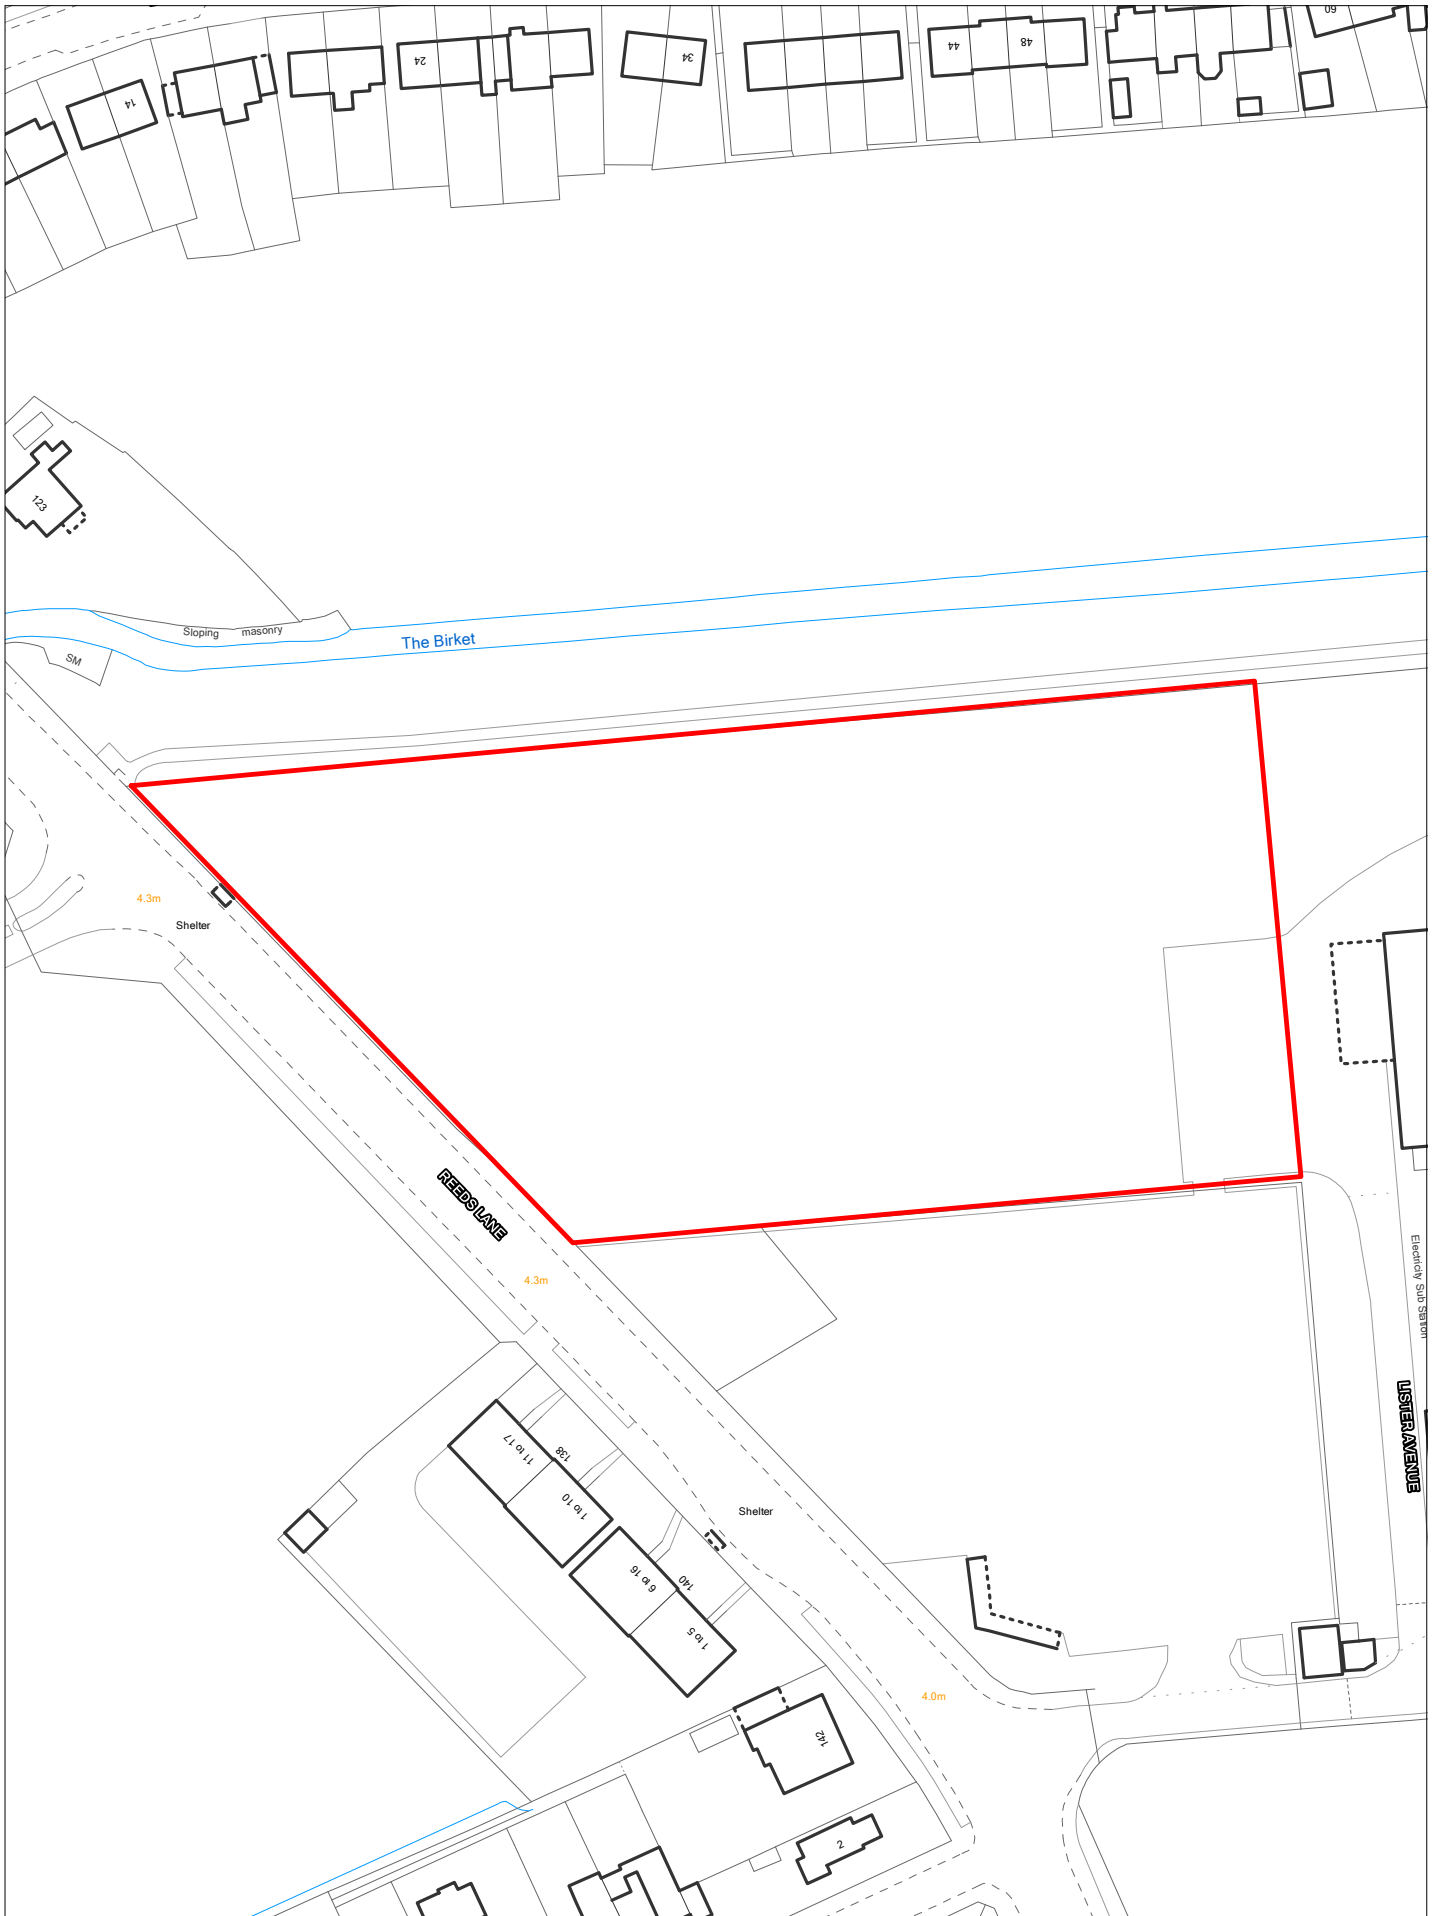 60
44
48
34
24
14
123
Sloping masonry
The Birket
SM
4.3m
Shelter
REEDS LANE
4.3m
Electricity Sub Station
LISTER AVENUE
11 to 17
138
1 to 10
Shelter
6 to 16
140
1 to 5
4.0m
142
2